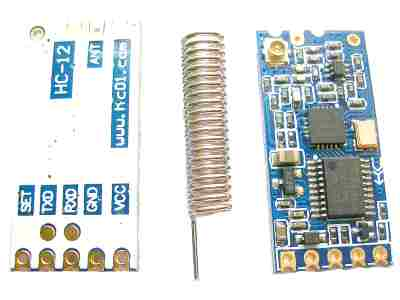 HC-12
ANT
www.hc01.com
SET
TXD
RXD
GND
VCC